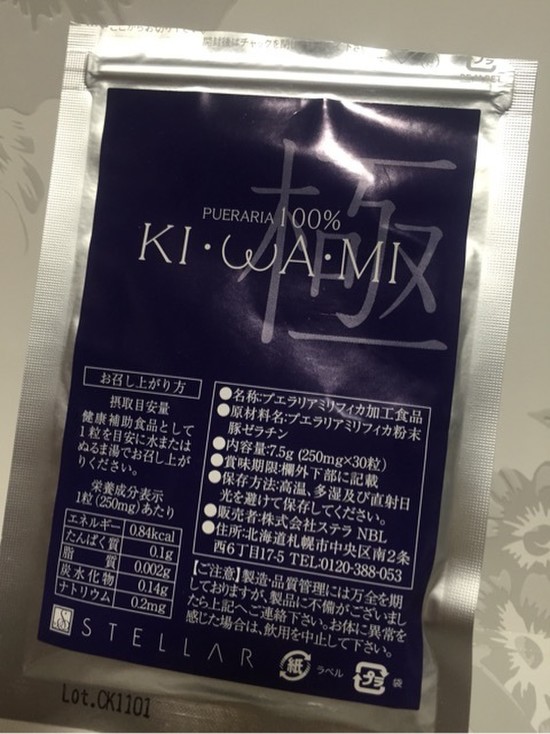 開封後はチャックを閉
プラ
極
PUERARIA 100%
KI・WA・MI
お召し上がり方
摂取目安量
健康補助食品として
1粒を目安に水または
ぬるま湯でお召し上が
りください。
栄養成分表示
1粒(250mg)あたり
エネルギー 0.84kcal
たんぱく質 0.1g
脂質 0.002g
炭水化物 0.14g
ナトリウム 0.2mg
●名称:プエラリアミリフィカ加工食品
●原材料名:プエラリアミリフィカ粉末
豚ゼラチン
●内容量:7.5g (250mg×30粒)
●賞味期限:欄外下部に記載
●保存方法:高温、多湿及び直射日
光を避けて保存してください。
●販売者:株式会社ステラ NBL
●住所:北海道札幌市中央区南2条
西6丁目17-5 TEL0120-388-053
【ご注意】製造・品質管理には万全を期
しておりますが、製品に不備がございまし
たら上記へご連絡下さい。お体に異常を
感じた場合は、飲用を中止して下さい。
STELLAR
紙 ラベル
プラ 袋
Lot.CK1101